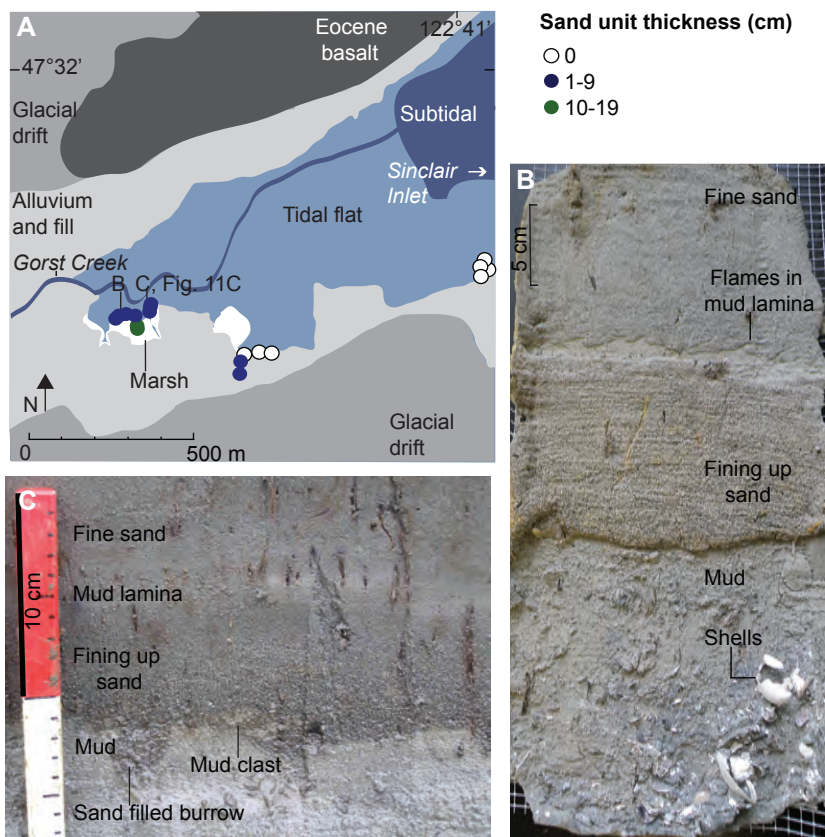 A
Eocene
basalt
122°41’
47°32’
Glacial
drift
Subtidal
Sinclair →
Inlet
Alluvium
and fill
Tidal flat
Gorst Creek
B C, Fig. 11C
Marsh
N
Glacial
drift
0 500 m
Sand unit thickness (cm)
0
1-9
10-19
B
Fine sand
5 cm
Flames in
mud lamina
Fining up
sand
Mud
Shells
C
Fine sand
10 cm
Mud lamina
Fining up
sand
Mud
Mud clast
Sand filled burrow